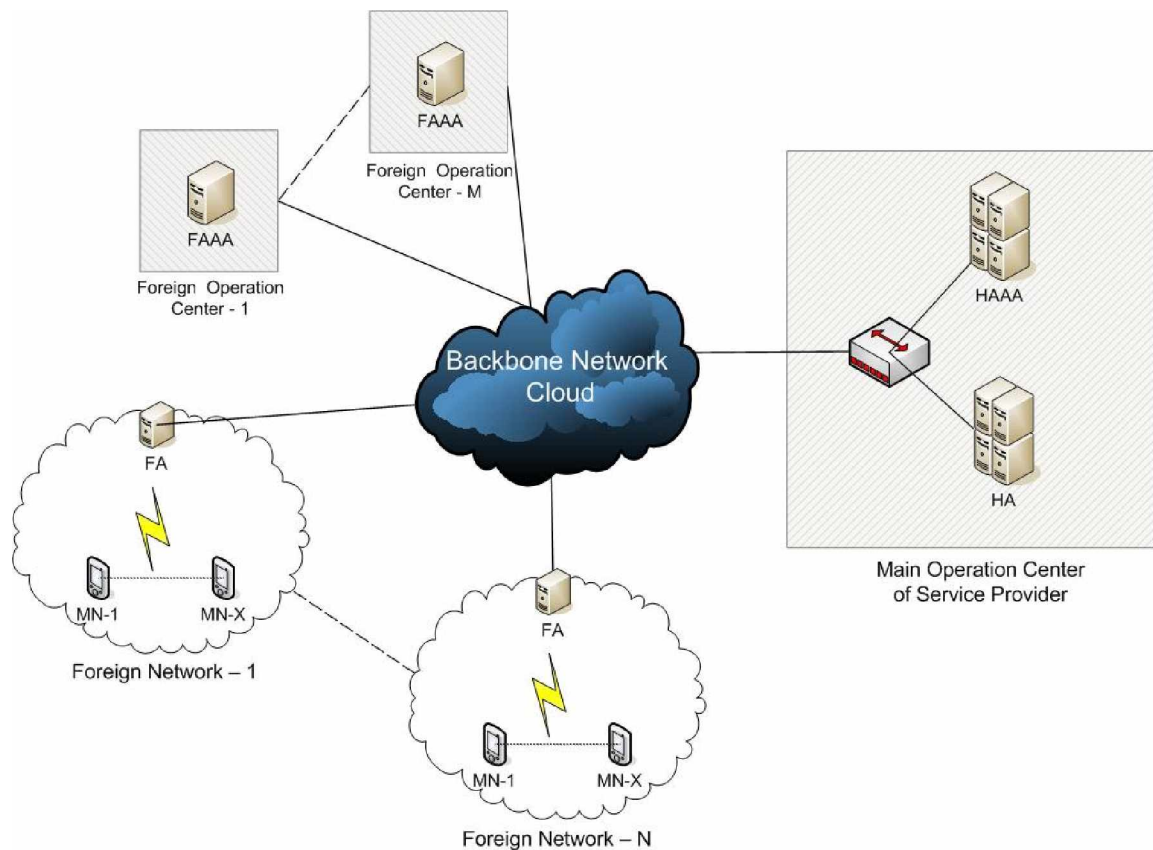 FAAA
Foreign Operation
Center - M
FAAA
Foreign Operation
Center - 1
HAAA
Backbone Network
Cloud
FA
HA
MN-1
MN-X
Main Operation Center
of Service Provider
Foreign Network – 1
FA
MN-1
MN-X
Foreign Network – N